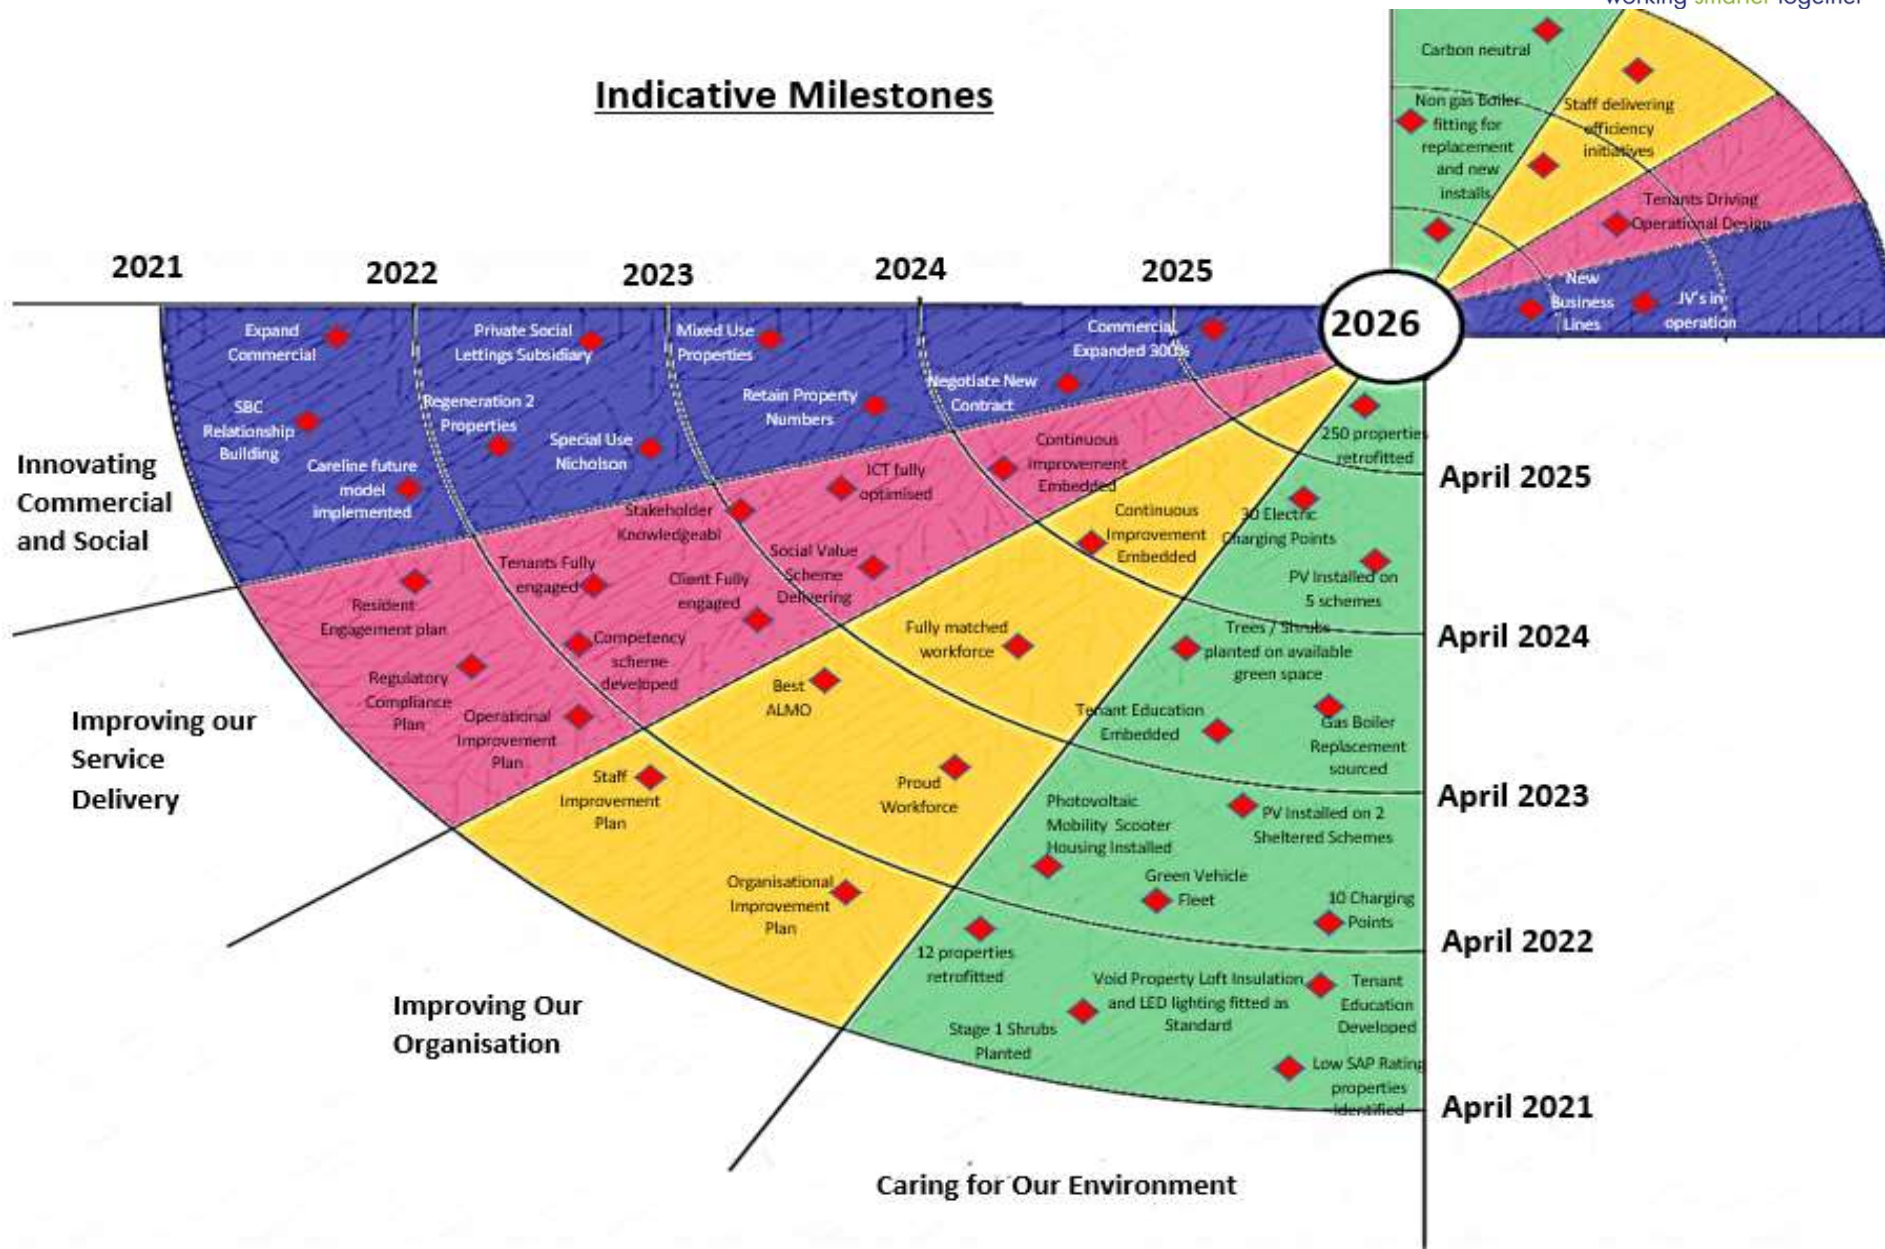 working smarter together
Indicative Milestones
Carbon neutral
Non gas Boiler
fitting for
replacement
and new
installs
Staff delivering
efficiency
initiatives
Tenants Driving
Operational Design
New
Business
Lines
JV's in
operation
2021
2022
2023
2024
2025
2026
Expand
Commercial
SBC
Relationship
Building
Careline future
model
implemented
Private Social
Lettings Subsidiary
Regeneration 2
Properties
Special Use
Nicholson
Mixed Use
Properties
Retain Property
Numbers
Commercial
Expanded 300%
Negotiate New
Contract
Innovating
Commercial
and Social
Resident
Engagement plan
Regulatory
Compliance
Plan
Operational
Improvement
Plan
Tenants Fully
engaged
Competency
scheme
developed
Stakeholder
Knowledgeabl
Client Fully
engaged
ICT fully
optimised
Social Value
Scheme
Delivering
Continuous
Improvement
Embedded
Improving our
Service
Delivery
Staff
Improvement
Plan
Organisational
Improvement
Plan
Best
ALMO
Proud
Workforce
Fully matched
workforce
Continuous
Improvement
Embedded
Improving Our
Organisation
250 properties
retrofitted
April 2025
30 Electric
Charging Points
PV Installed on
5 schemes
April 2024
Trees / Shrubs
planted on available
green space
Tenant Education
Embedded
Gas Boiler
Replacement
sourced
April 2023
Photovoltaic
Mobility Scooter
Housing Installed
PV Installed on 2
Sheltered Schemes
Green Vehicle
Fleet
10 Charging
Points
April 2022
12 properties
retrofitted
Void Property Loft Insulation
and LED lighting fitted as
Standard
Tenant
Education
Developed
Stage 1 Shrubs
Planted
Low SAP Rating
properties
identified
April 2021
Caring for Our Environment